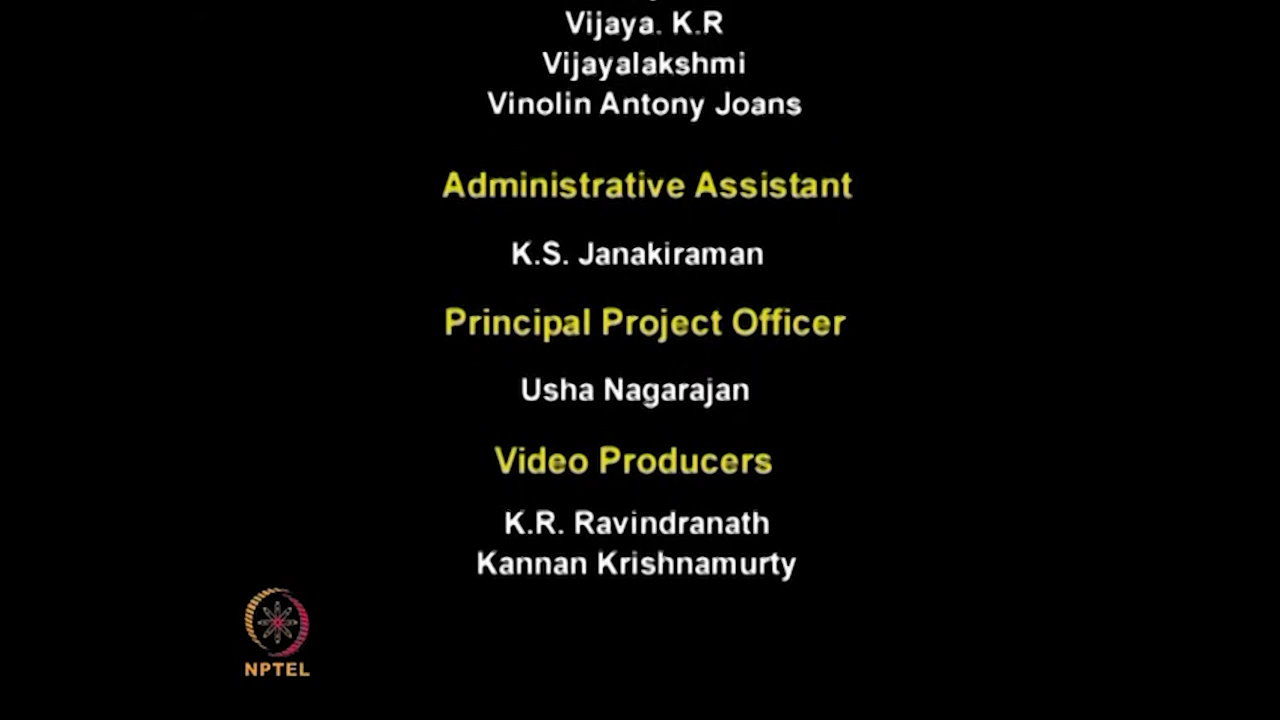 Vijaya. K.R
Vijayalakshmi
Vinolin Antony Joans
Administrative Assistant
K.S. Janakiraman
Principal Project Officer
Usha Nagarajan
Video Producers
K.R. Ravindranath
Kannan Krishnamurty
NPTEL